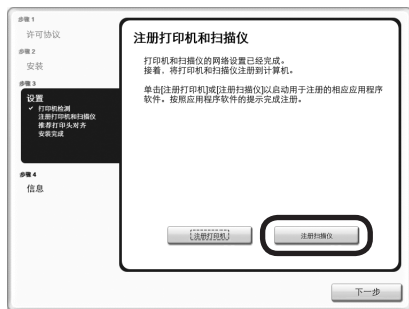 步骤 1
许可协议
步骤 2
安装
步骤 3
设置
✓ 打印机检测
注册打印机和扫描仪
推荐打印头对齐
安装完成
步骤 4
信息
注册打印机和扫描仪
打印机和扫描仪的网络设置已经完成。
接着，将打印机和扫描仪注册到计算机。
单击[注册打印机]或[注册扫描仪]以启动用于注册的相应应用程序
软件。按照应用程序软件的提示完成注册。
注册打印机
注册扫描仪
下一步